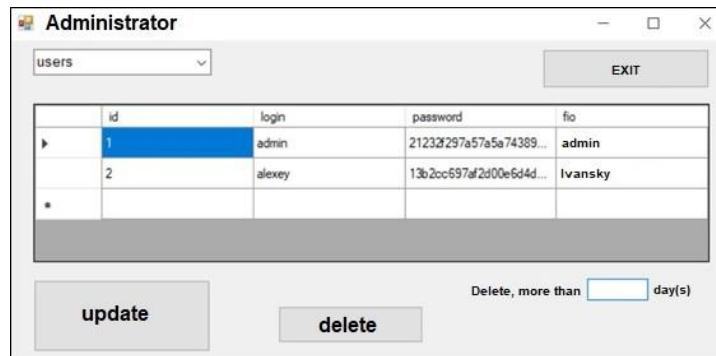 Administrator
users
EXIT
id login password fio
1 admin 21232f297a57a5a74389... admin
2 alexey 13b2cc697af2d00e6d4d... Ivansky
Delete, more than day(s)
update
delete